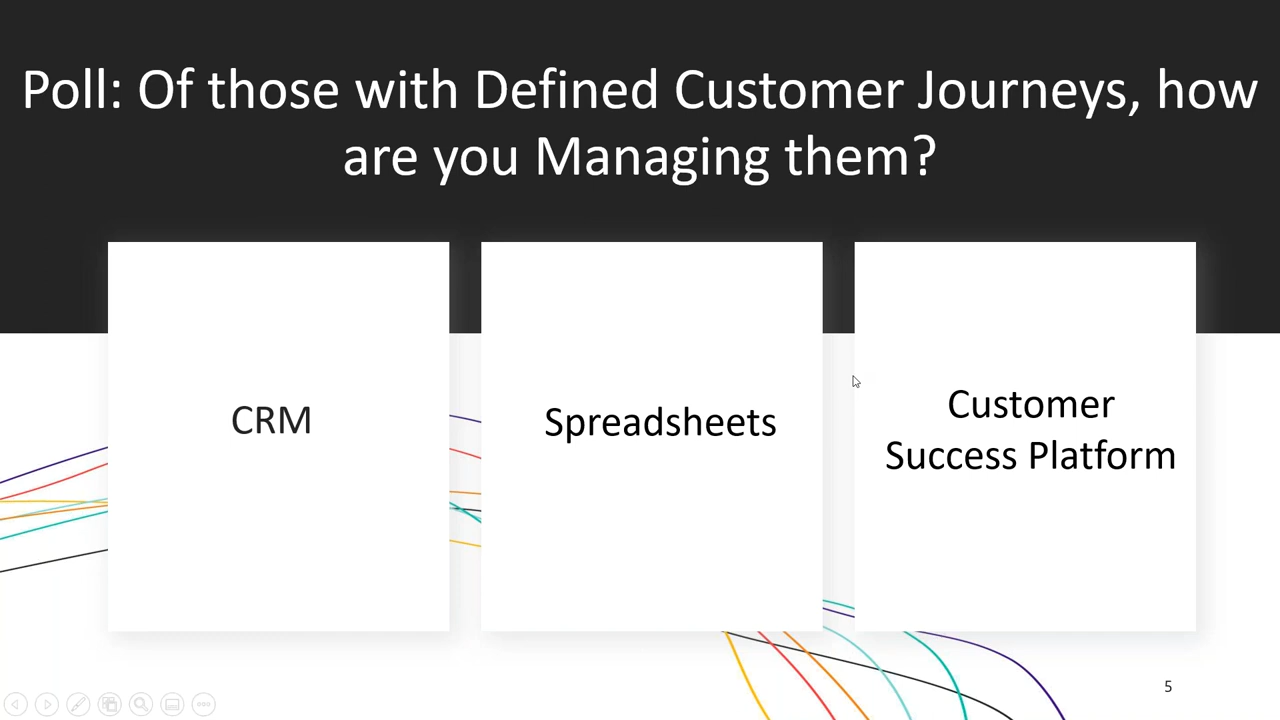 Poll: Of those with Defined Customer Journeys, how
are you Managing them?
CRM
Spreadsheets
Customer
Success Platform
5